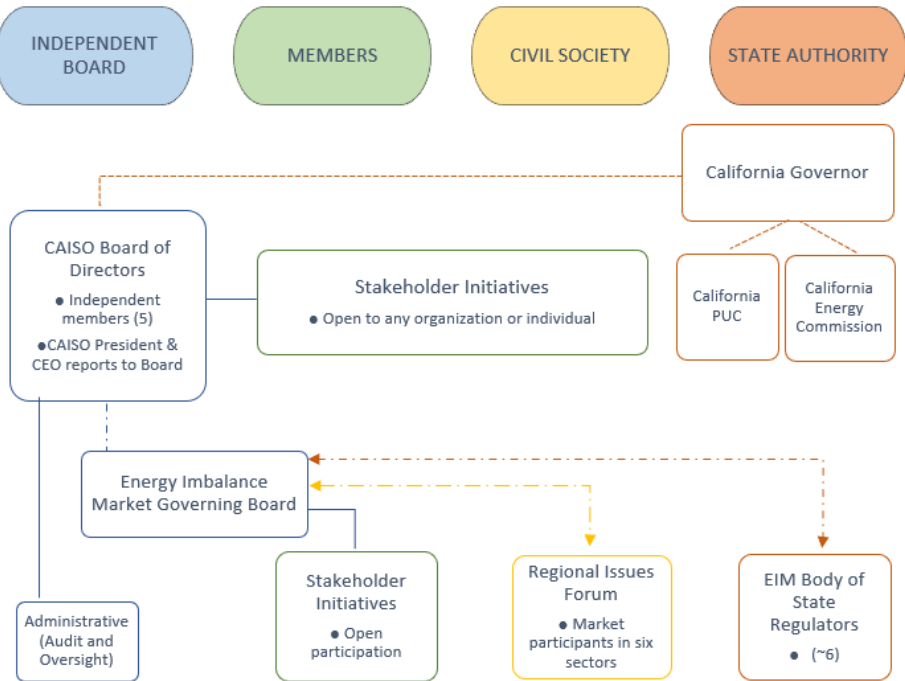 INDEPENDENT
BOARD
MEMBERS
CIVIL SOCIETY
STATE AUTHORITY
California Governor
CAISO Board of
Directors
● Independent
members (5)
●CAISO President &
CEO reports to Board
Stakeholder Initiatives
● Open to any organization or individual
California
PUC
California
Energy
Commission
Energy Imbalance
Market Governing Board
Administrative
(Audit and
Oversight)
Stakeholder
Initiatives
● Open
participation
Regional Issues
Forum
● Market
participants in six
sectors
EIM Body of
State
Regulators
● (~6)